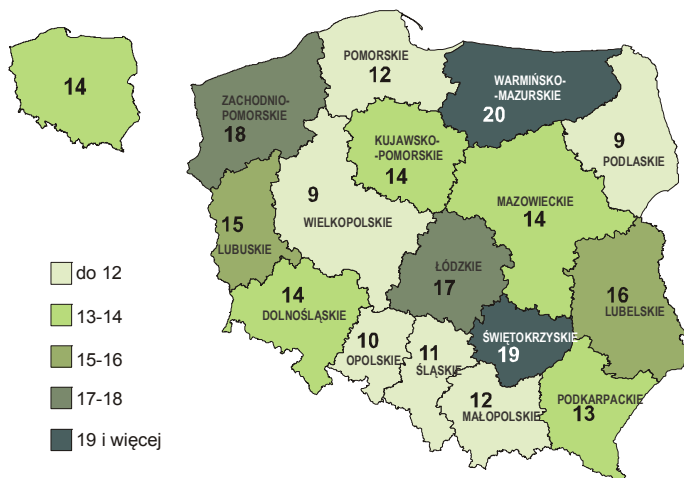 14
POMORSKIE
12
WARMIŃSKO-
-MAZURSKIE
20
ZACHODNIO-
POMORSKIE
18
KUJAWSKO-
-POMORSKIE
14
9
PODLASKIE
9
WIELKOPOLSKIE
MAZOWIECKIE
14
15
LUBUSKIE
ŁÓDZKIE
17
14
DOLNOŚLĄSKIE
16
LUBELSKIE
10
OPOLSKIE
11
ŚLĄSKIE
ŚWIĘTOKRZYSKIE
19
12
MAŁOPOLSKIE
PODKARPACKIE
13
do 12
13-14
15-16
17-18
19 i więcej